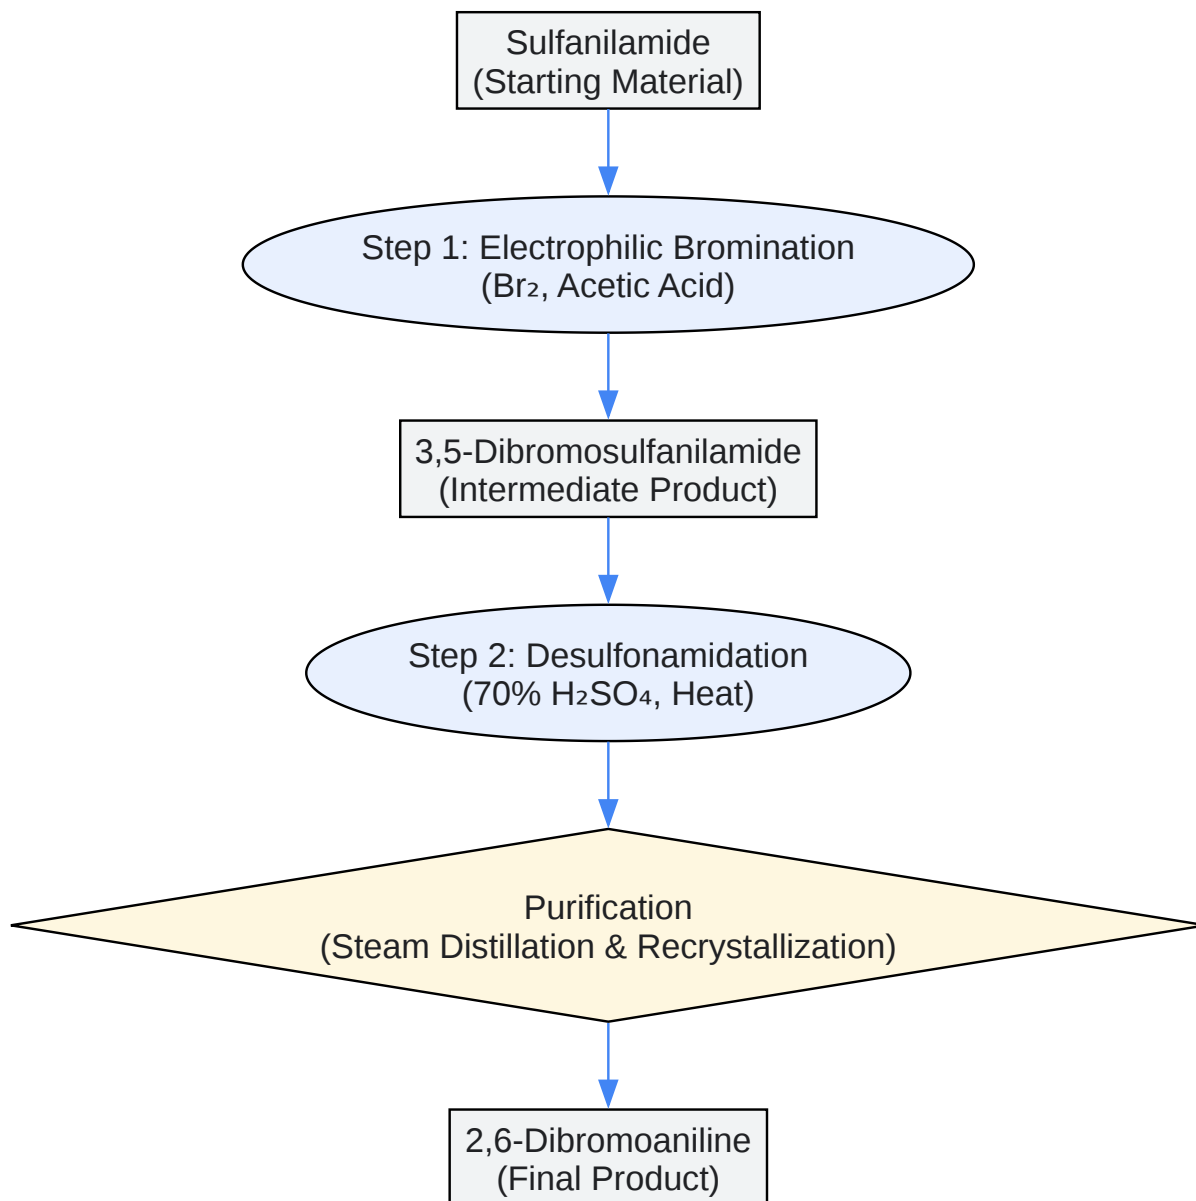 Sulfanilamide
(Starting Material)
Step 1: Electrophilic Bromination
(Br₂, Acetic Acid)
3,5-Dibromosulfanilamide
(Intermediate Product)
Step 2: Desulfonamidation
(70% H₂SO₄, Heat)
Purification
(Steam Distillation & Recrystallization)
2,6-Dibromoaniline
(Final Product)